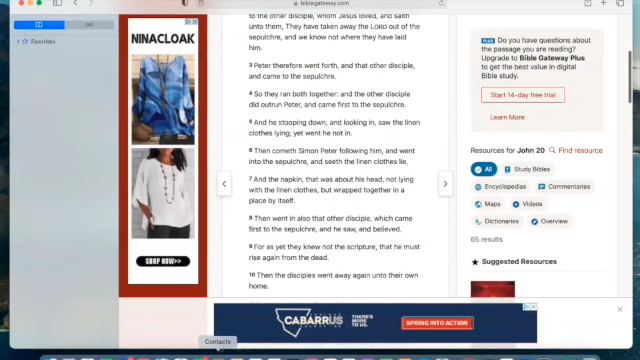 biblegateway.com
Favorites
NINACLOAK
SHOP NOW>>
to the other disciple, whom Jesus loved, and saith
unto them, They have taken away the LORD out of the
sepulchre, and we know not where they have laid
him.
3 Peter therefore went forth, and that other disciple,
and came to the sepulchre.
4 So they ran both together: and the other disciple
did outrun Peter, and came first to the sepulchre.
5 And he stooping down, and looking in, saw the linen
clothes lying; yet went he not in.
6 Then cometh Simon Peter following him, and went
into the sepulchre, and seeth the linen clothes lie,
7 And the napkin, that was about his head, not lying
with the linen clothes, but wrapped together in a
place by itself.
8 Then went in also that other disciple, which came
first to the sepulchre, and he saw, and believed.
9 For as yet they knew not the scripture, that he must
rise again from the dead.
10 Then the disciples went away again unto their own
home.
PLUS Do you have questions about
the passage you are reading?
Upgrade to Bible Gateway Plus
to get the best value in digital
Bible study.
Start 14-day free trial
Learn More
Resources for John 20
Find resource
All
Study Bibles
Encyclopedias
Commentaries
Maps
Videos
Dictionaries
Overview
65 results
Suggested Resources
CABARRUS
THERE'S
MORE
TO US.
SPRING INTO ACTION
Contacts